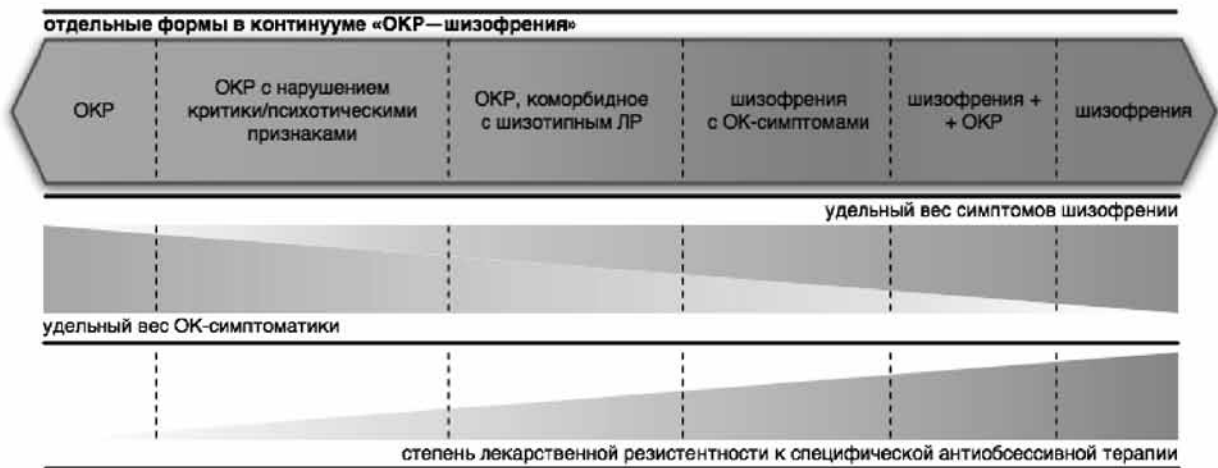 отдельные формы в континууме «ОКР—шизофрения»
ОКР
ОКР с нарушением
критики/психотическими
признаками
ОКР, коморбидное
с шизотипным ЛР
шизофрения
с ОК-симптомами
шизофрения +
+ ОКР
шизофрения
удельный вес симптомов шизофрении
удельный вес ОК-симптоматики
степень лекарственной резистентности к специфической антиобсессивной терапии